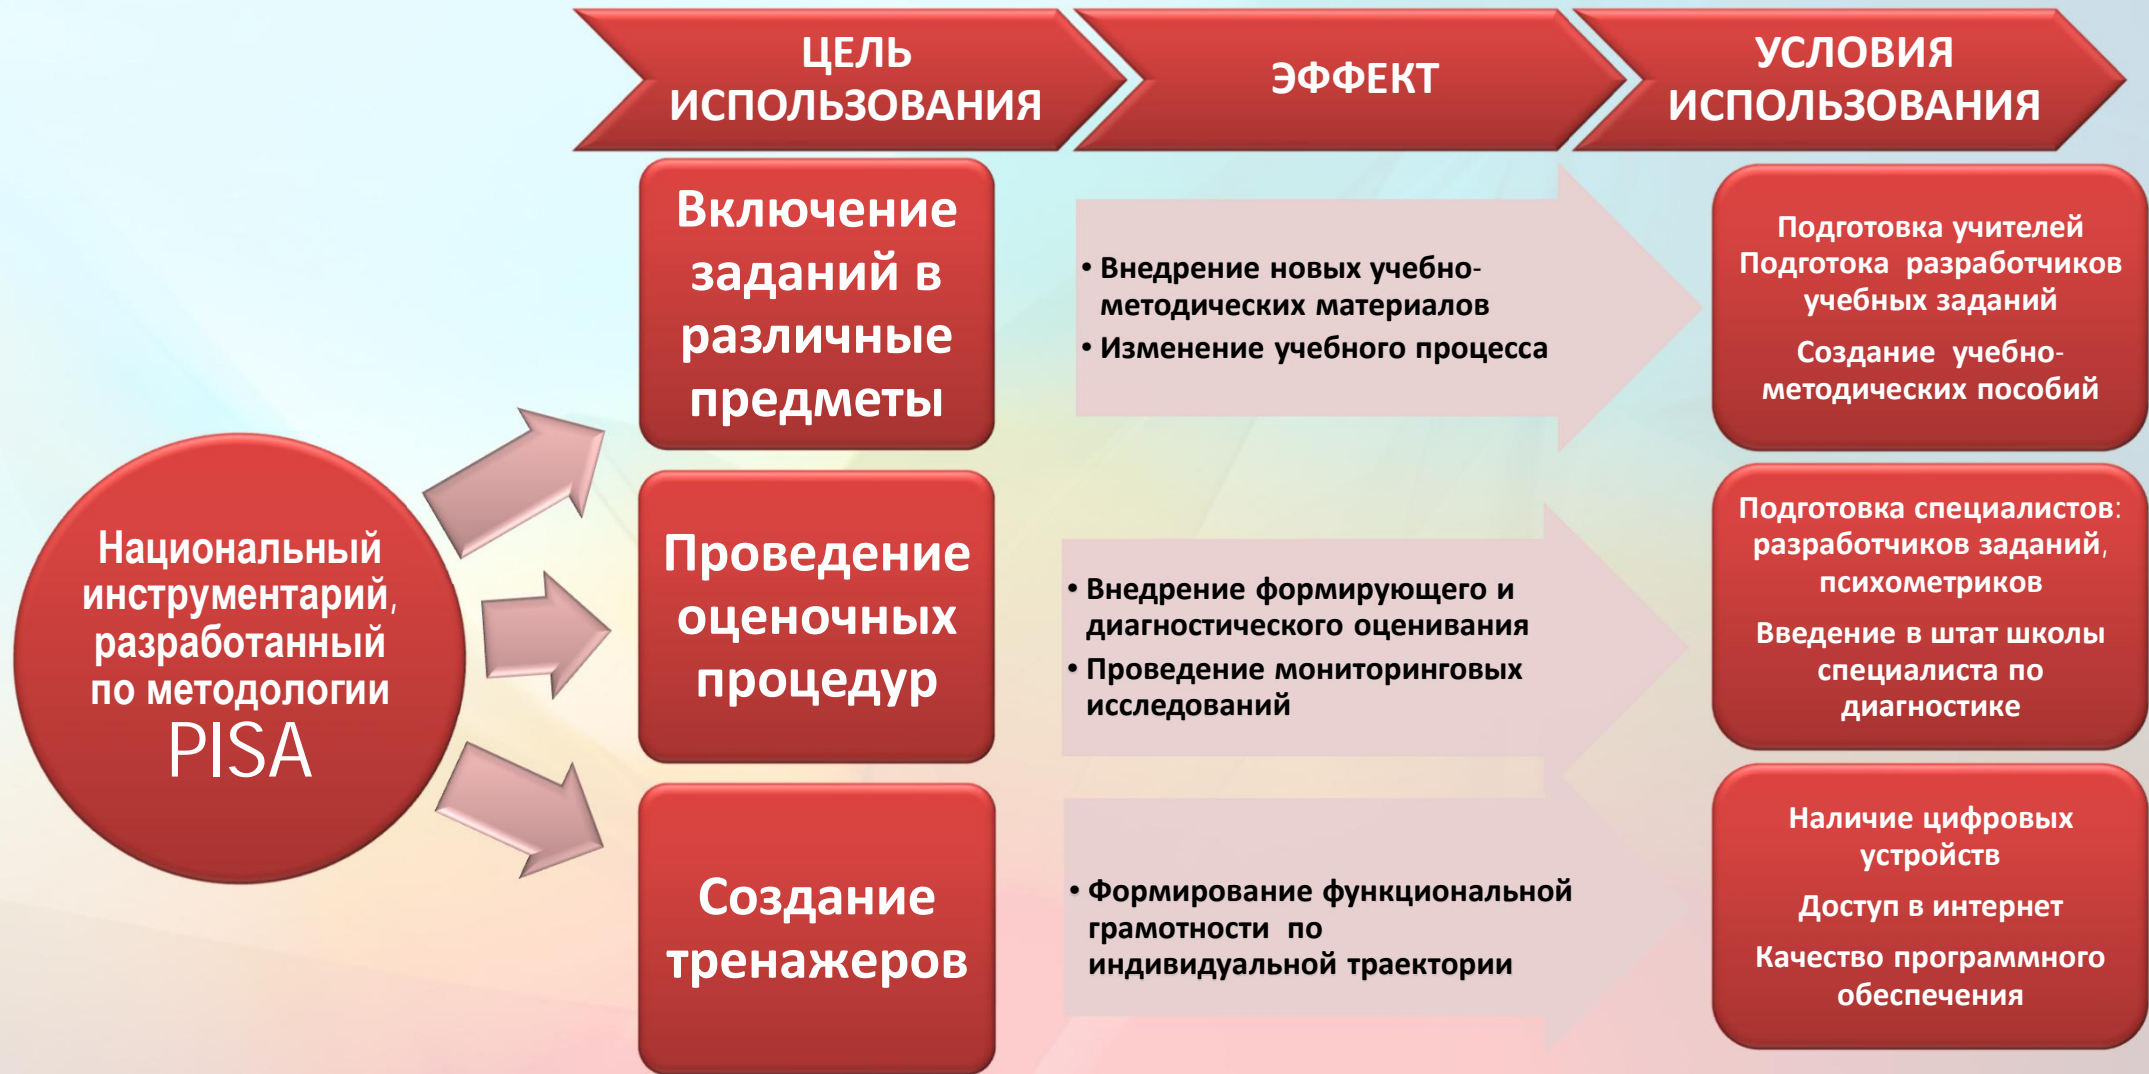 ЦЕЛЬ
ИСПОЛЬЗОВАНИЯ
ЭФФЕКТ
УСЛОВИЯ
ИСПОЛЬЗОВАНИЯ
Национальный
инструментарий,
разработанный
по методологии
PISA
Включение
заданий в
различные
предметы
• Внедрение новых учебно-
методических материалов
• Изменение учебного процесса
Подготовка учителей
Подготока разработчиков
учебных заданий
Создание учебно-
методических пособий
Проведение
оценочных
процедур
• Внедрение формирующего и
диагностического оценивания
• Проведение мониторинговых
исследований
Подготовка специалистов:
разработчиков заданий,
психометриков
Введение в штат школы
специалиста по
диагностике
Создание
тренажеров
• Формирование функциональной
грамотности по
индивидуальной траектории
Наличие цифровых
устройств
Доступ в интернет
Качество программного
обеспечения